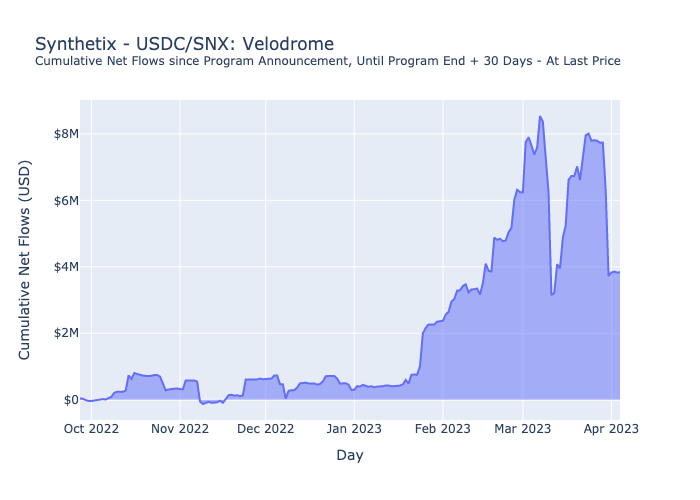 Synthetix - USDC/SNX: Velodrome
Cumulative Net Flows since Program Announcement, Until Program End + 30 Days - At Last Price
Cumulative Net Flows (USD)
$8M
$6M
$4M
$2M
$0
Oct 2022 Nov 2022 Dec 2022 Jan 2023 Feb 2023 Mar 2023 Apr 2023
Day